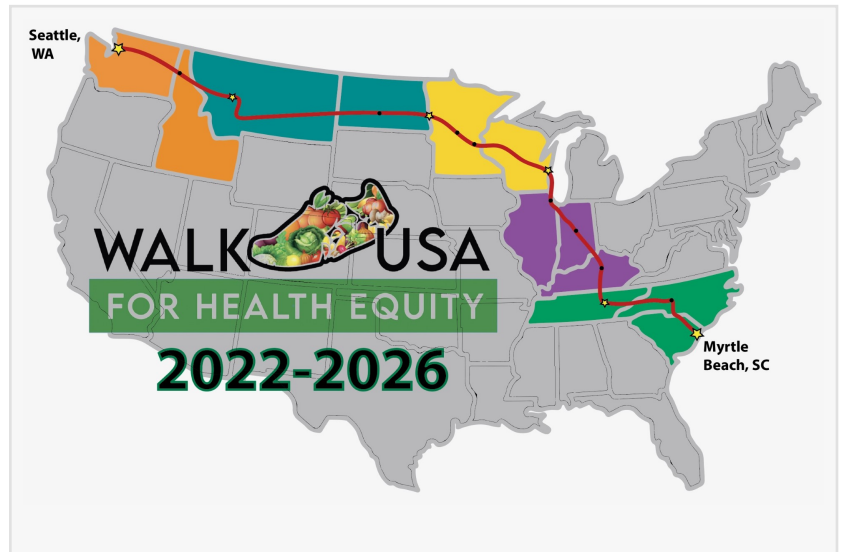 Seattle,
WA
WALK USA
FOR HEALTH EQUITY
2022-2026
Myrtle
Beach, SC